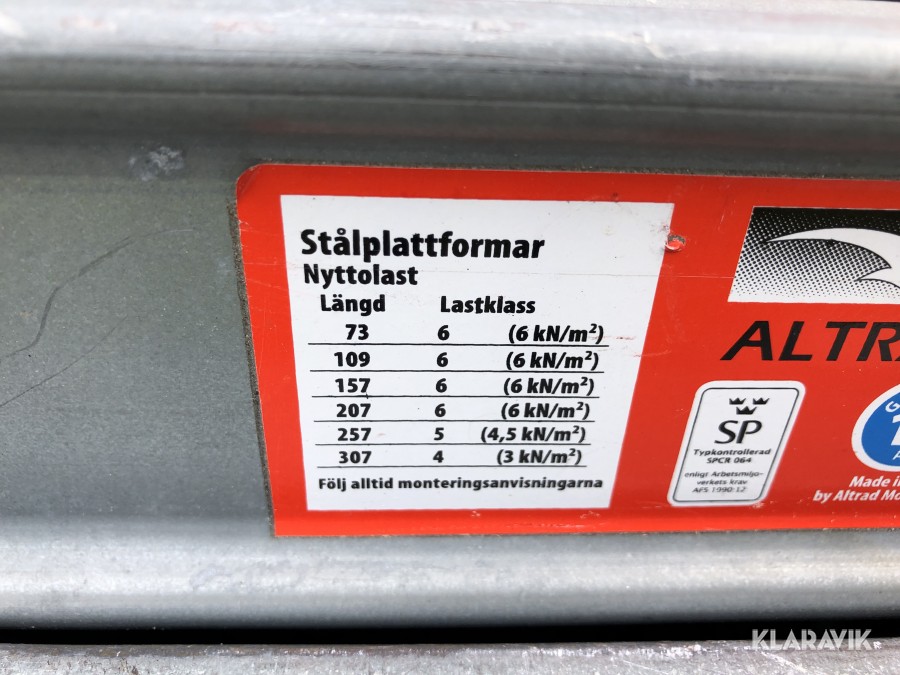 Stålplattformar
Nyttolast
Längd Lastklass
73 6 (6 kN/m²)
109 6 (6 kN/m²)
157 6 (6 kN/m²)
207 6 (6 kN/m²)
257 5 (4,5 kN/m²)
307 4 (3 kN/m²)
Följ alltid monteringsanvisningarna
ALTRA
SP
Typkontrollerad
SPCR 064
enligt Arbetsmiljö-
verkets krav
AFS 1990:12
Made in
by Altrad Mo
KLARAVIK